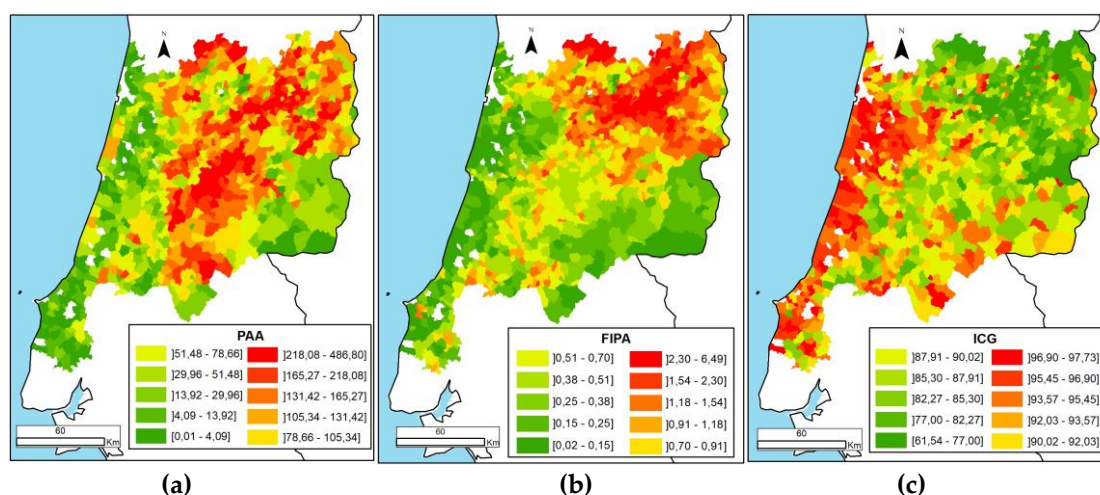 N
PAA
]51,48 - 78,66]
]218,08 - 486,80]
]29,96 - 51,48]
]165,27 - 218,08]
]13,92 - 29,96]
]131,42 - 165,27]
]4,09 - 13,92]
]105,34 - 131,42]
[0,01 - 4,09]
]78,66 - 105,34]
60
Km
(a)
N
FIPA
]0,51 - 0,70]
]2,30 - 6,49]
]0,38 - 0,51]
]1,54 - 2,30]
]0,25 - 0,38]
]1,18 - 1,54]
]0,15 - 0,25]
]0,91 - 1,18]
[0,02 - 0,15]
]0,70 - 0,91]
60
Km
(b)
N
ICG
]87,91 - 90,02]
]96,90 - 97,73]
]85,30 - 87,91]
]95,45 - 96,90]
]82,27 - 85,30]
]93,57 - 95,45]
]77,00 - 82,27]
]92,03 - 93,57]
[61,54 - 77,00]
]90,02 - 92,03]
60
Km
(c)